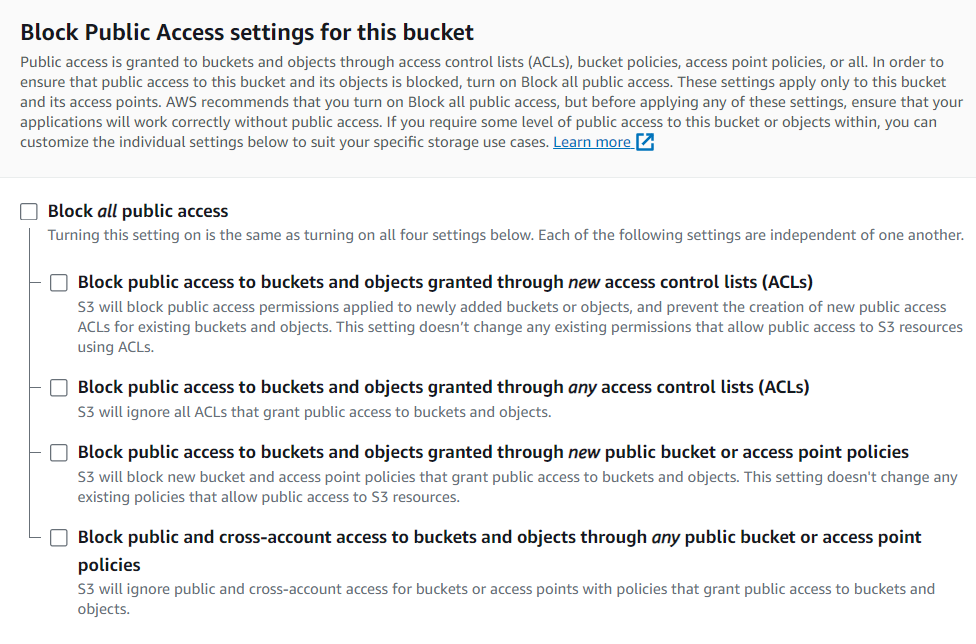 Block Public Access settings for this bucket
Public access is granted to buckets and objects through access control lists (ACLs), bucket policies, access point policies, or all. In order to
ensure that public access to this bucket and its objects is blocked, turn on Block all public access. These settings apply only to this bucket
and its access points. AWS recommends that you turn on Block all public access, but before applying any of these settings, ensure that your
applications will work correctly without public access. If you require some level of public access to this bucket or objects within, you can
customize the individual settings below to suit your specific storage use cases. Learn more
Block all public access
Turning this setting on is the same as turning on all four settings below. Each of the following settings are independent of one another.
Block public access to buckets and objects granted through new access control lists (ACLs)
S3 will block public access permissions applied to newly added buckets or objects, and prevent the creation of new public access
ACLs for existing buckets and objects. This setting doesn’t change any existing permissions that allow public access to S3 resources
using ACLs.
Block public access to buckets and objects granted through any access control lists (ACLs)
S3 will ignore all ACLs that grant public access to buckets and objects.
Block public access to buckets and objects granted through new public bucket or access point policies
S3 will block new bucket and access point policies that grant public access to buckets and objects. This setting doesn't change any
existing policies that allow public access to S3 resources.
Block public and cross-account access to buckets and objects through any public bucket or access point
policies
S3 will ignore public and cross-account access for buckets or access points with policies that grant public access to buckets and
objects.